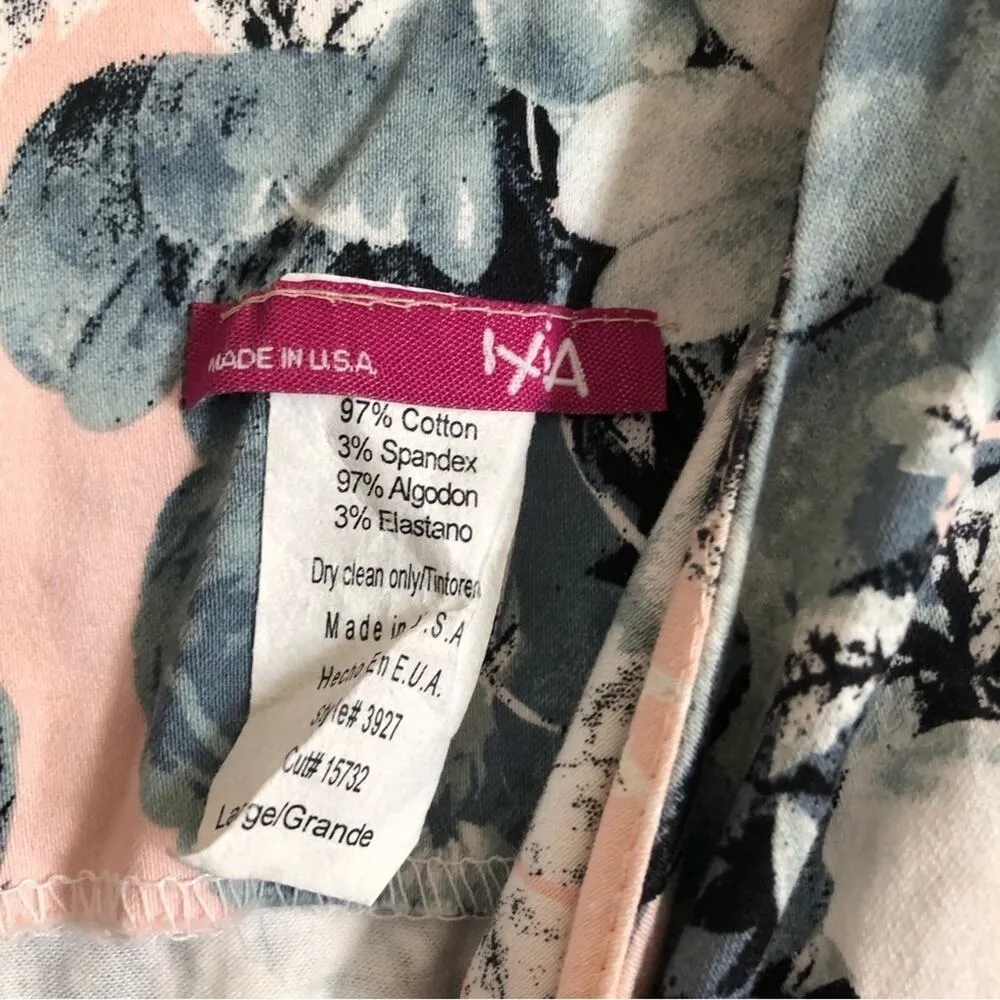 MADE IN U.S.A. IXiA
97% Cotton
3% Spandex
97% Algodon
3% Elastano
Dry clean only/Tintorer
Made in U.S.A
Hecho En E.U.A.
Style# 3927
Cut# 15732
Large/Grande